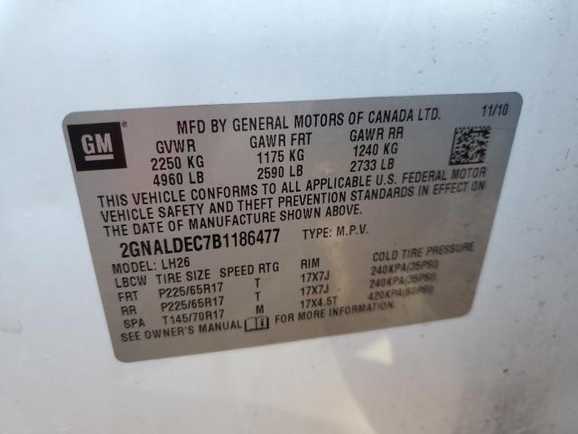 GM
MFD BY GENERAL MOTORS OF CANADA LTD. 11/10
GVWR GAWR FRT GAWR RR
2250 KG 1175 KG 1240 KG
4960 LB 2590 LB 2733 LB
THIS VEHICLE CONFORMS TO ALL APPLICABLE U.S. FEDERAL MOTOR
VEHICLE SAFETY AND THEFT PREVENTION STANDARDS IN EFFECT ON
THE DATE OF MANUFACTURE SHOWN ABOVE.
2GNALDEC7B1186477 TYPE: M.P.V.
MODEL: LH26
LBCW TIRE SIZE SPEED RTG RIM COLD TIRE PRESSURE
FRT P225/65R17 T 17X7J 240KPA(35PSI)
RR P225/65R17 T 17X7J 240KPA(35PSI)
SPA T145/70R17 M 17X4.5T 420KPA(60PSI)
SEE OWNER'S MANUAL